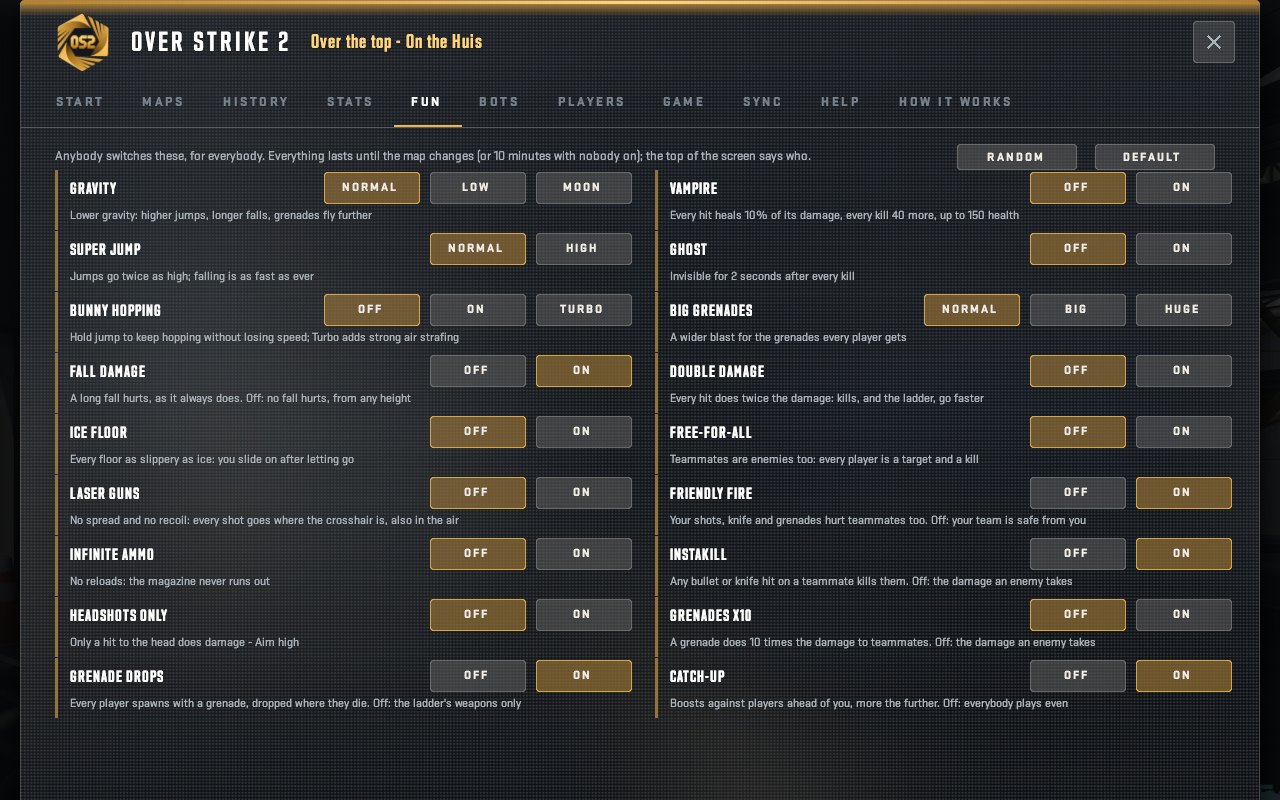 OS2
OVER STRIKE 2
Over the top - On the Huis
START MAPS HISTORY STATS FUN BOTS PLAYERS GAME SYNC HELP HOW IT WORKS
Anybody switches these, for everybody. Everything lasts until the map changes (or 10 minutes with nobody on); the top of the screen says who.
RANDOM DEFAULT
GRAVITY NORMAL LOW MOON
Lower gravity: higher jumps, longer falls, grenades fly further
SUPER JUMP NORMAL HIGH
Jumps go twice as high; falling is as fast as ever
BUNNY HOPPING OFF ON TURBO
Hold jump to keep hopping without losing speed; Turbo adds strong air strafing
FALL DAMAGE OFF ON
A long fall hurts, as it always does. Off: no fall hurts, from any height
ICE FLOOR OFF ON
Every floor as slippery as ice: you slide on after letting go
LASER GUNS OFF ON
No spread and no recoil: every shot goes where the crosshair is, also in the air
INFINITE AMMO OFF ON
No reloads: the magazine never runs out
HEADSHOTS ONLY OFF ON
Only a hit to the head does damage - Aim high
GRENADE DROPS OFF ON
Every player spawns with a grenade, dropped where they die. Off: the ladder's weapons only
VAMPIRE OFF ON
Every hit heals 10% of its damage, every kill 40 more, up to 150 health
GHOST OFF ON
Invisible for 2 seconds after every kill
BIG GRENADES NORMAL BIG HUGE
A wider blast for the grenades every player gets
DOUBLE DAMAGE OFF ON
Every hit does twice the damage: kills, and the ladder, go faster
FREE-FOR-ALL OFF ON
Teammates are enemies too: every player is a target and a kill
FRIENDLY FIRE OFF ON
Your shots, knife and grenades hurt teammates too. Off: your team is safe from you
INSTAKILL OFF ON
Any bullet or knife hit on a teammate kills them. Off: the damage an enemy takes
GRENADES X10 OFF ON
A grenade does 10 times the damage to teammates. Off: the damage an enemy takes
CATCH-UP OFF ON
Boosts against players ahead of you, more the further. Off: everybody plays even